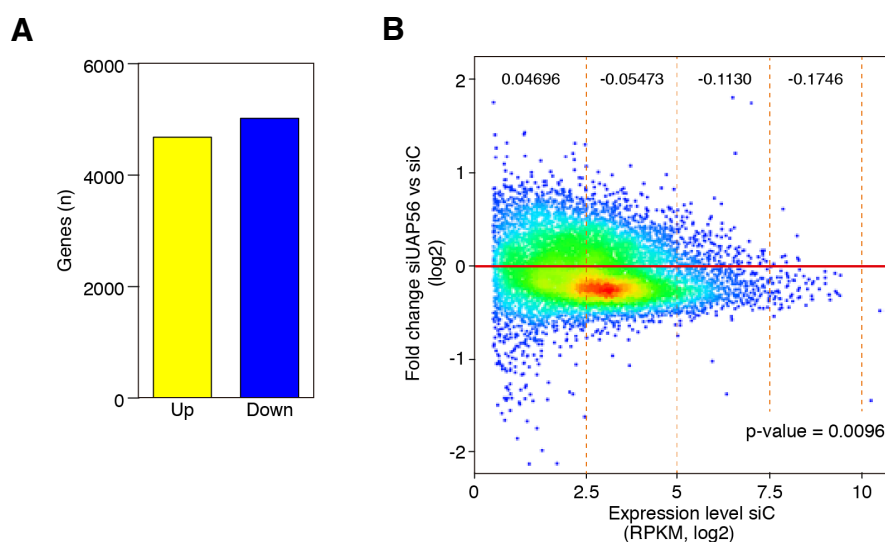 A
6000
4000
2000
0
Genes (n)
Up
Down
B
0.04696
-0.05473
-0.1130
-0.1746
2
1
0
-1
-2
Fold change siUAP56 vs siC
(log2)
p-value = 0.0096
0
2.5
5
7.5
10
Expression level siC
(RPKM, log2)